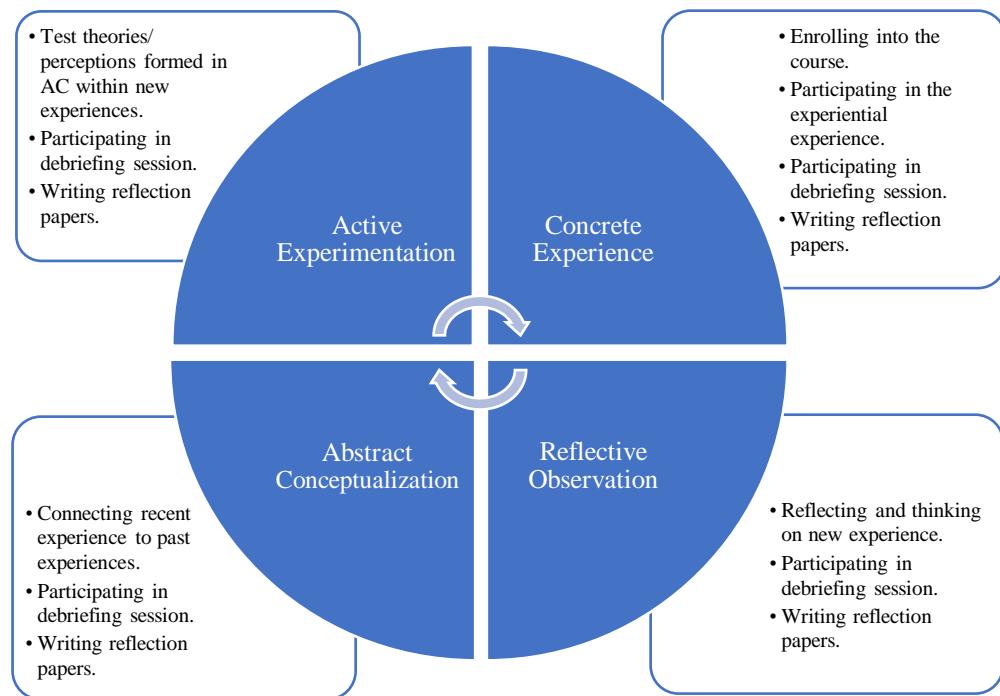 • Test theories/
perceptions formed in
AC within new
experiences.
• Participating in
debriefing session.
• Writing reflection
papers.
• Enrolling into the
course.
• Participating in the
experiential
experience.
• Participating in
debriefing session.
• Writing reflection
papers.
Active
Experimentation
Concrete
Experience
Abstract
Conceptualization
Reflective
Observation
• Connecting recent
experience to past
experiences.
• Participating in
debriefing session.
• Writing reflection
papers.
• Reflecting and thinking
on new experience.
• Participating in
debriefing session.
• Writing reflection
papers.